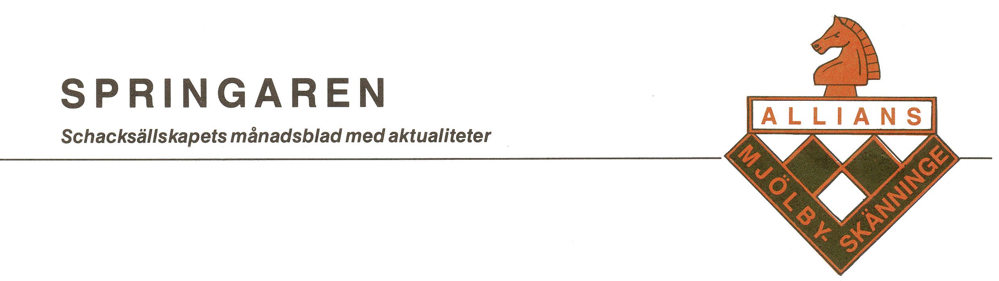 SPRINGAREN
Schacksällskapets månadsblad med aktualiteter
ALLIANS
MJÖLBY-
SKÄNNINGE